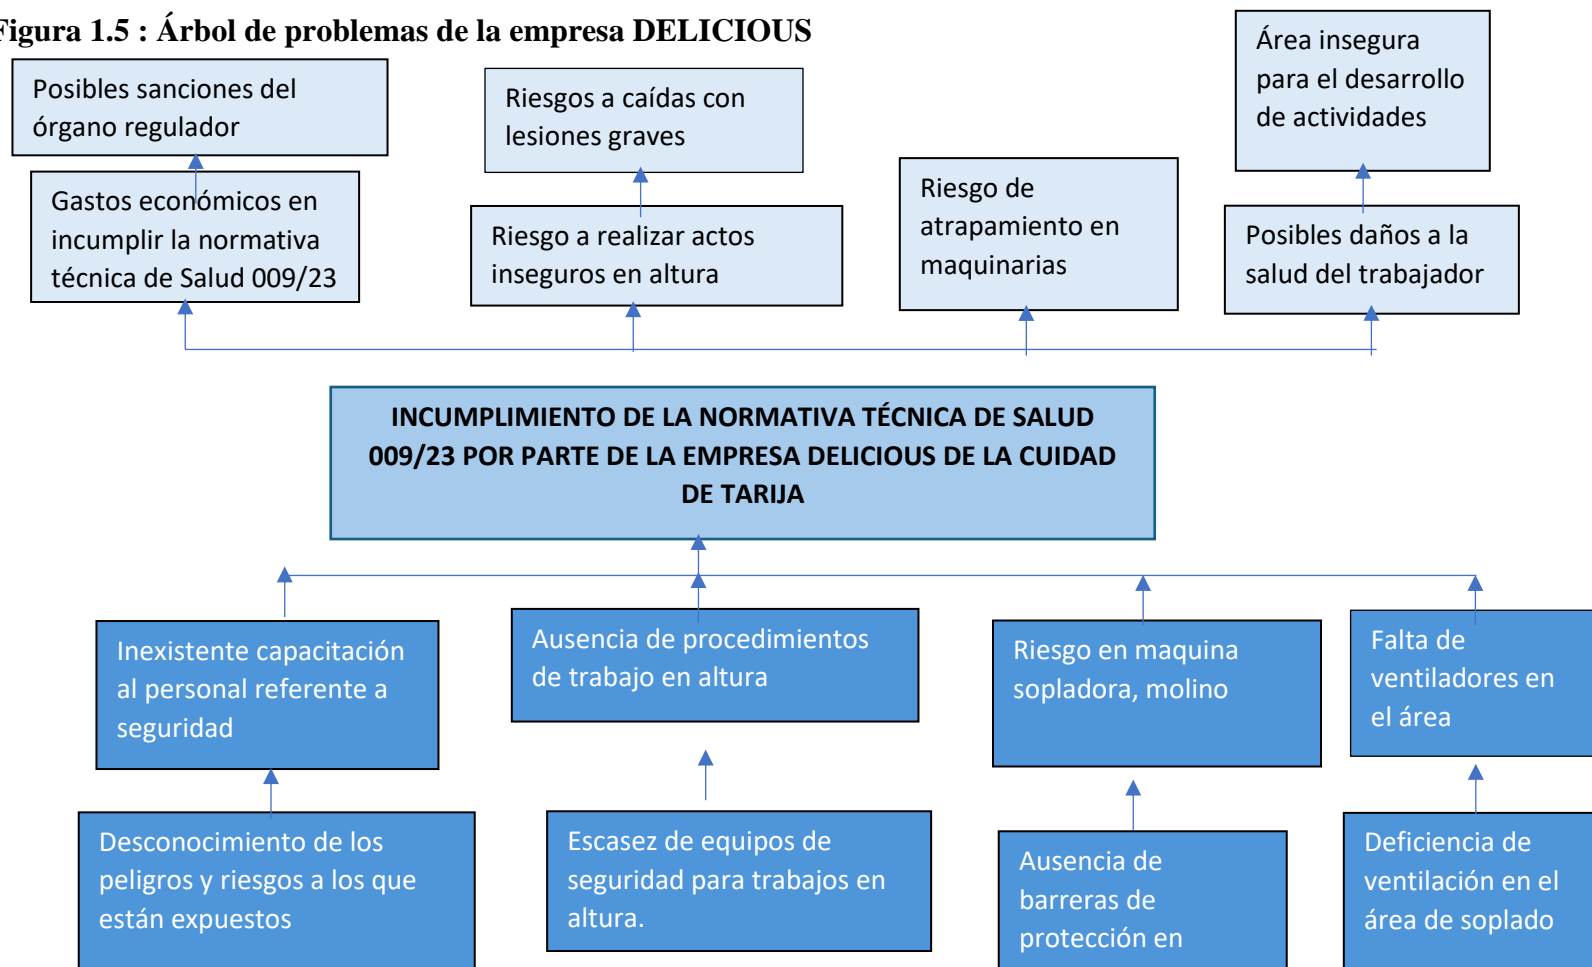 Figura 1.5 : Árbol de problemas de la empresa DELICIOUS
Posibles sanciones del
órgano regulador
Riesgos a caídas con
lesiones graves
Área insegura
para el desarrollo
de actividades
Gastos económicos en
incumplir la normativa
técnica de Salud 009/23
Riesgo a realizar actos
inseguros en altura
Riesgo de
atrapamiento en
maquinarias
Posibles daños a la
salud del trabajador
INCUMPLIMIENTO DE LA NORMATIVA TÉCNICA DE SALUD
009/23 POR PARTE DE LA EMPRESA DELICIOUS DE LA CUIDAD
DE TARIJA
Inexistente capacitación
al personal referente a
seguridad
Ausencia de procedimientos
de trabajo en altura
Riesgo en maquina
sopladora, molino
Falta de
ventiladores en
el área
Desconocimiento de los
peligros y riesgos a los que
están expuestos
Escasez de equipos de
seguridad para trabajos en
altura.
Ausencia de
barreras de
protección en
Deficiencia de
ventilación en el
área de soplado